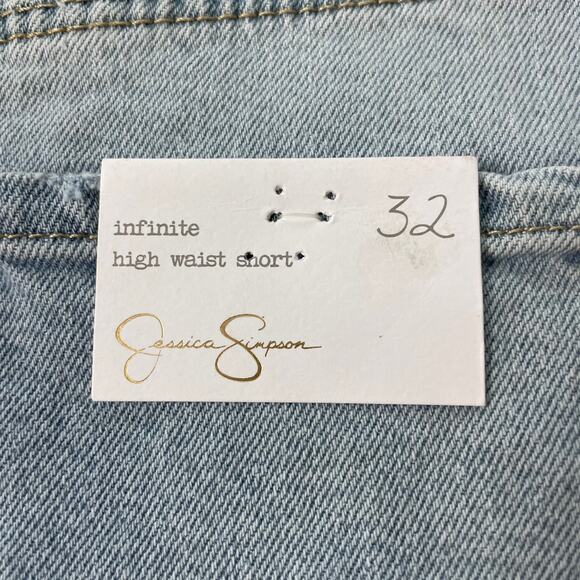 32
infinite
high waist short
Jessica Simpson